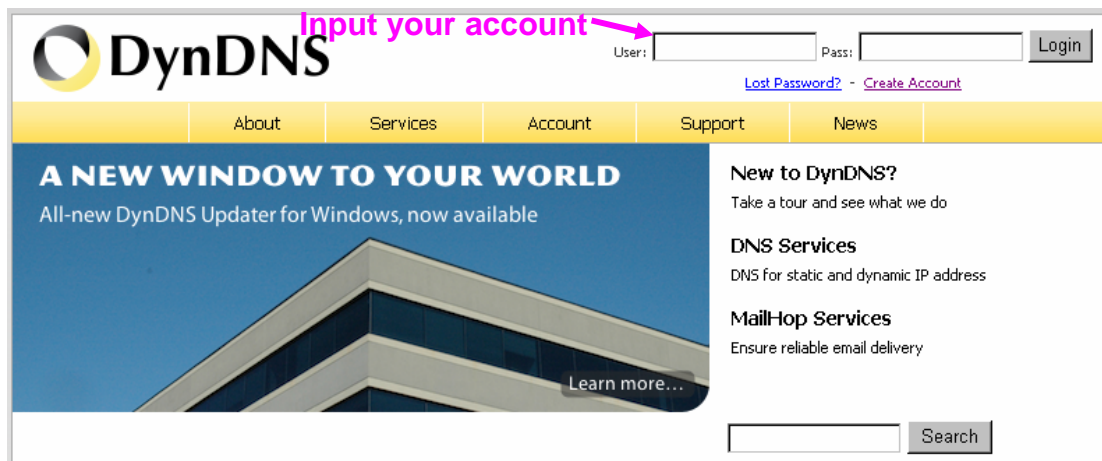 Input your account
DynDNS
User:
Pass:
Login
Lost Password? - Create Account
About Services Account Support News
A NEW WINDOW TO YOUR WORLD
All-new DynDNS Updater for Windows, now available
Learn more...
New to DynDNS?
Take a tour and see what we do
DNS Services
DNS for static and dynamic IP address
MailHop Services
Ensure reliable email delivery
Search